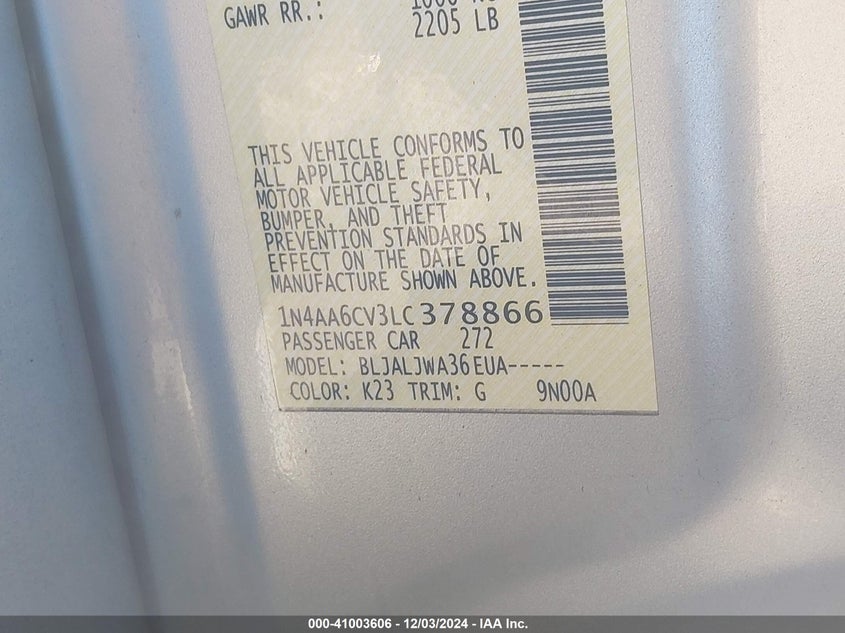 GAWR RR.:
2205 LB
THIS VEHICLE CONFORMS TO
ALL APPLICABLE FEDERAL
MOTOR VEHICLE SAFETY,
BUMPER, AND THEFT
PREVENTION STANDARDS IN
EFFECT ON THE DATE OF
MANUFACTURE SHOWN ABOVE.
1N4AA6CV3LC378866
PASSENGER CAR 272
MODEL: BLJALJWA36EUA-----
COLOR: K23 TRIM: G 9N00A
000-41003606 - 12/03/2024 - IAA Inc.